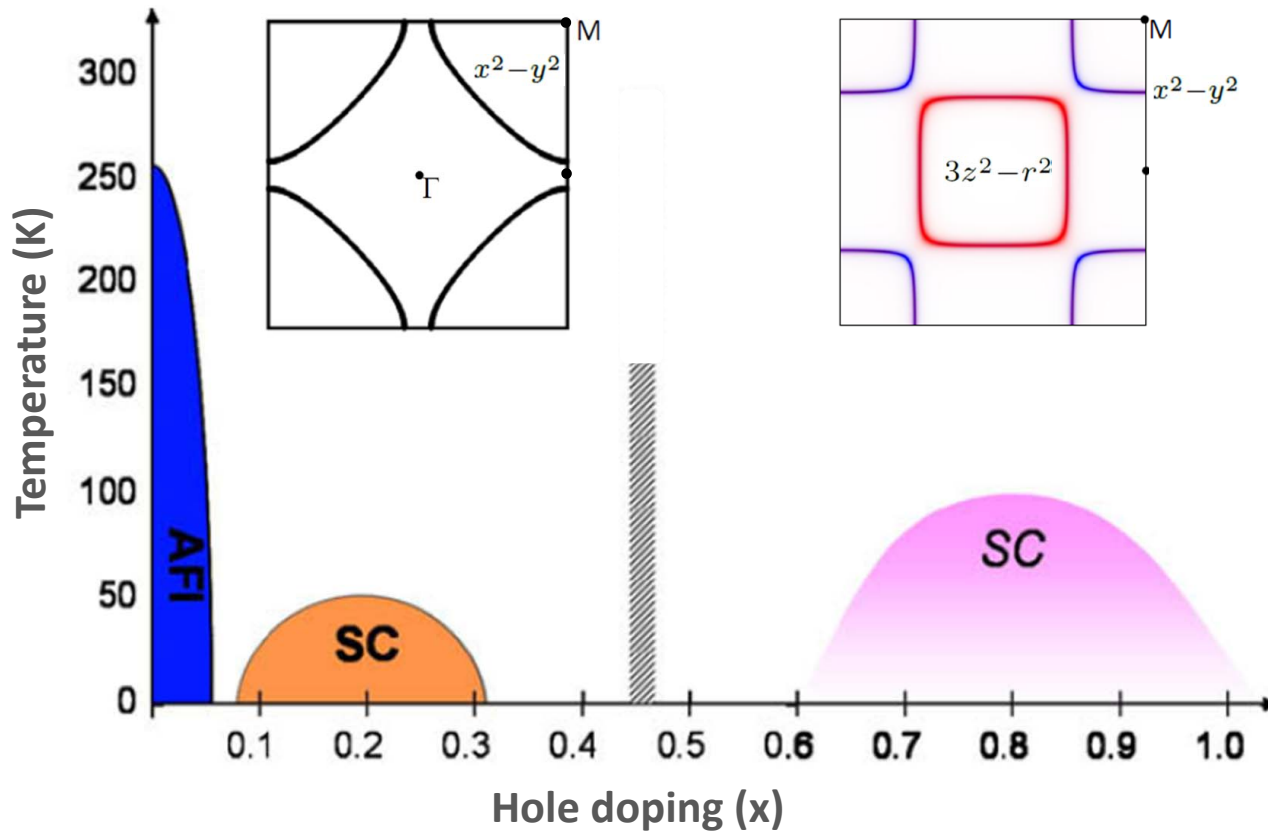 Temperature (K)
300
250
200
150
100
50
0
M
x²−y²
Γ
M
x²−y²
3z²−r²
AFI
SC
SC
0.1 0.2 0.3 0.4 0.5 0.6 0.7 0.8 0.9 1.0
Hole doping (x)